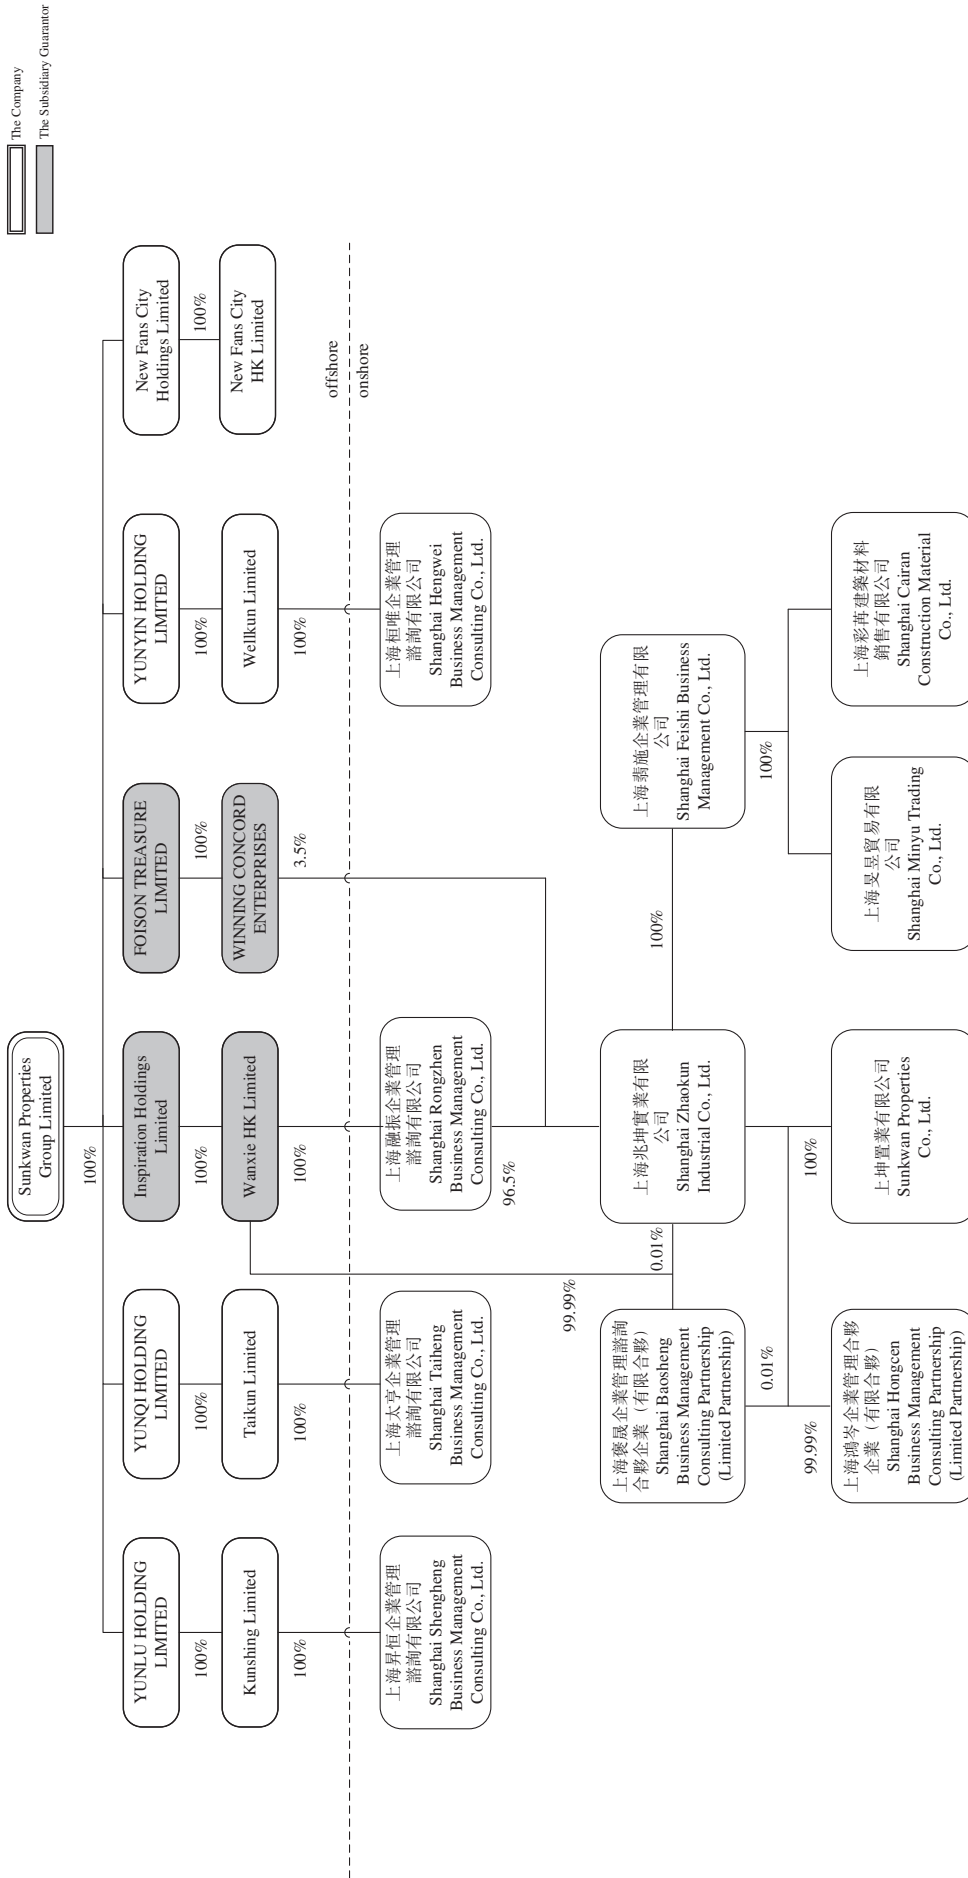 The Company
The Subsidiary Guarantor
Sunkwan Properties
Group Limited
100%
YUNLU HOLDING
LIMITED
YUNQI HOLDING
LIMITED
Inspiration Holdings
Limited
FOISON TREASURE
LIMITED
YUNYIN HOLDING
LIMITED
New Fans City
Holdings Limited
100%
100%
100%
100%
100%
100%
Kunshing Limited
Taikun Limited
Wanxie HK Limited
WINNING CONCORD
ENTERPRISES
Wellkun Limited
New Fans City
HK Limited
100%
100%
100%
3.5%
100%
offshore
onshore
上海昇恒企業管理
諮詢有限公司
Shanghai Shengheng
Business Management
Consulting Co., Ltd.
上海太亨企業管理
諮詢有限公司
Shanghai Taiheng
Business Management
Consulting Co., Ltd.
上海融振企業管理
諮詢有限公司
Shanghai Rongzhen
Business Management
Consulting Co., Ltd.
上海桓唯企業管理
諮詢有限公司
Shanghai Hengwei
Business Management
Consulting Co., Ltd.
96.5%
99.99%
上海褒晟企業管理諮詢
合夥企業（有限合夥）
Shanghai Baosheng
Business Management
Consulting Partnership
(Limited Partnership)
0.01%
上海兆坤實業有限
公司
Shanghai Zhaokun
Industrial Co., Ltd.
100%
上海翡施企業管理有限
公司
Shanghai Feishi Business
Management Co., Ltd.
0.01%
99.99%
100%
100%
上海鴻岑企業管理合夥
企業（有限合夥）
Shanghai Hongcen
Business Management
Consulting Partnership
(Limited Partnership)
上坤置業有限公司
Sunkwan Properties
Co., Ltd.
上海旻昱貿易有限
公司
Shanghai Minyu Trading
Co., Ltd.
上海彩苒建築材料
銷售有限公司
Shanghai Cairan
Construction Material
Co., Ltd.